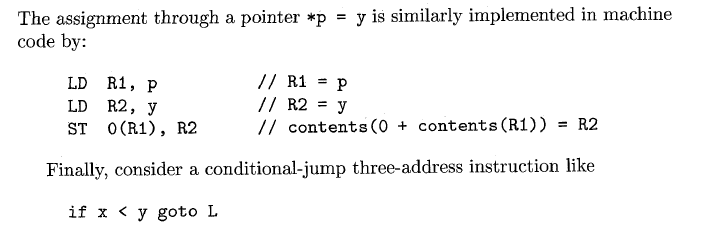 The assignment through a pointer *p = y is similarly implemented in machine
code by:
LD R1, p // R1 = p
LD R2, y // R2 = y
ST 0(R1), R2 // contents(0 + contents(R1)) = R2
Finally, consider a conditional-jump three-address instruction like
if x < y goto L